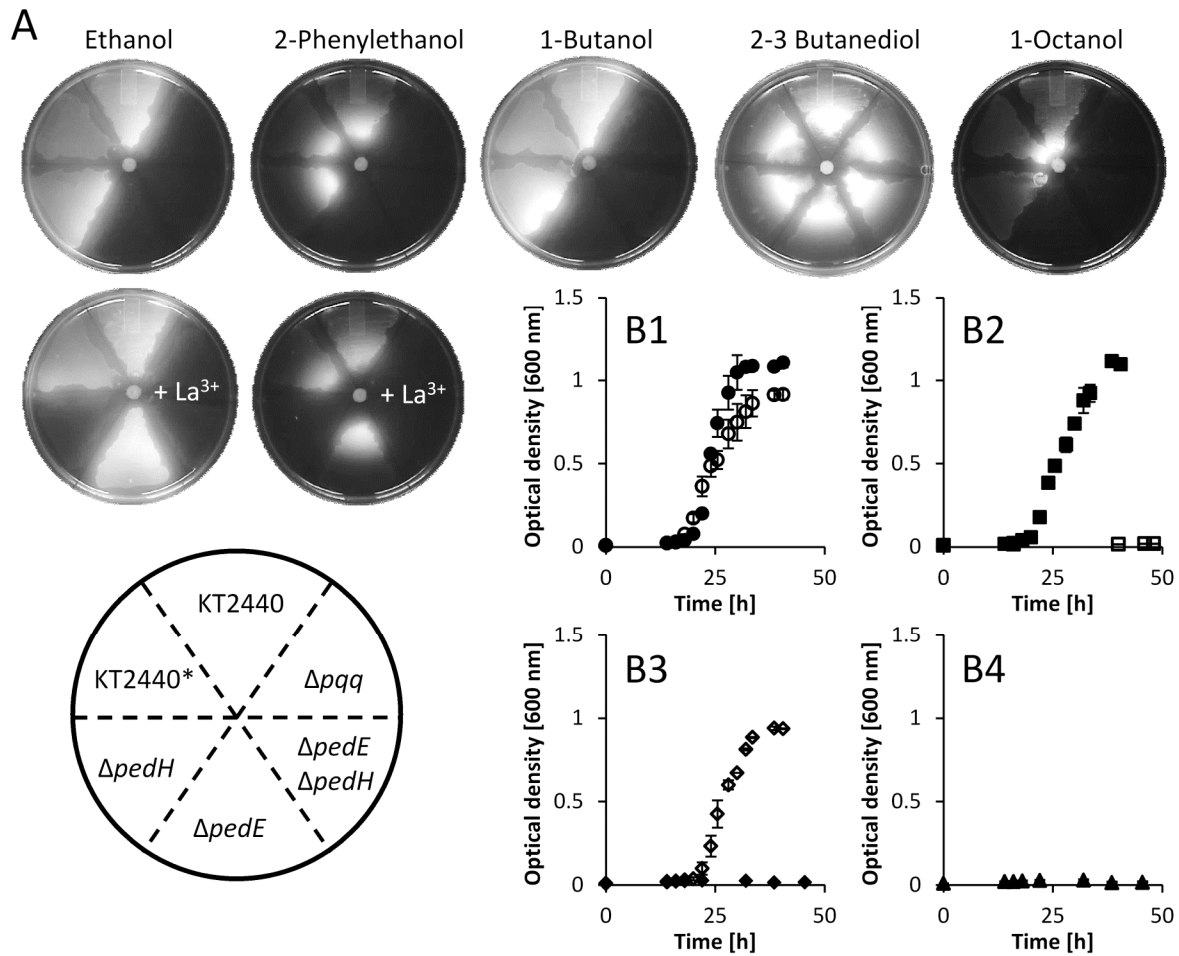 A
Ethanol
2-Phenylethanol
1-Butanol
2-3 Butanediol
1-Octanol
+ La³⁺
+ La³⁺
B1
Optical density [600 nm]
1.5
1
0.5
0
0
25
50
Time [h]
B2
Optical density [600 nm]
1.5
1
0.5
0
0
25
50
Time [h]
KT2440
KT2440*
Δpqq
ΔpedH
ΔpedE
ΔpedH
ΔpedE
B3
Optical density [600 nm]
1.5
1
0.5
0
0
25
50
Time [h]
B4
Optical density [600 nm]
1.5
1
0.5
0
0
25
50
Time [h]